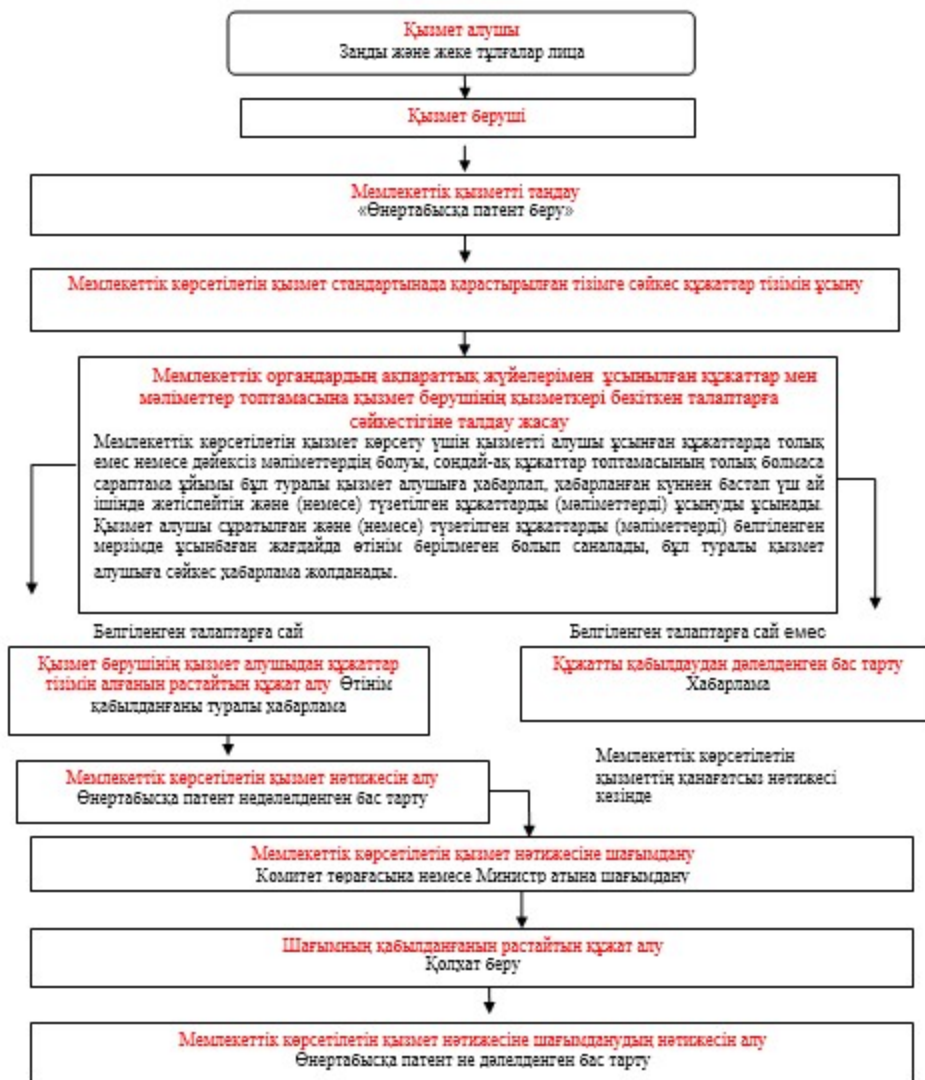 Қызмет алушы
Заңды және жеке тұлғалар лица
Қызмет беруші
Мемлекеттік қызметті таңдау
«Өнертабысқа патент беру»
Мемлекеттік көрсетілетін қызмет стандартынада қарастырылған тізімге сәйкес құжаттар тізімін ұсыну
Мемлекеттік органдардың ақпараттық жүйелерімен ұсынылған құжаттар мен
мәліметтер топтамасына қызмет берушінің қызметкері бекіткен талаптарға
сәйкестігіне талдау жасау
Мемлекеттік көрсетілетін қызмет көрсету үшін қызметті алушы ұсынған құжаттарда толық
емес немесе дәйексіз мәліметтердің болуы, сондай-ақ құжаттар топтамасының толық болмаса
сараптама ұйымы бұл туралы қызмет алушыға хабарлап, хабарланған күннен бастап үш ай
ішінде жетіспейтін және (немесе) түзетілген құжаттарды (мәліметтерді) ұсынуды ұсынады.
Қызмет алушы сұратылған және (немесе) түзетілген құжаттарды (мәліметтерді) белгіленген
мерзімде ұсынбаған жағдайда өтінім берілмеген болып саналады, бұл туралы қызмет
алушыға сәйкес хабарлама жолданады.
Белгіленген талаптарға сай
Белгіленген талаптарға сай емес
Қызмет берушінің қызмет алушыдан құжаттар
тізімін алғанын растайтын құжат алу Өтінім
қабылданғаны туралы хабарлама
Құжатты қабылдаудан дәлелденген бас тарту
Хабарлама
Мемлекеттік көрсетілетін қызмет нәтижесін алу
Өнертабысқа патент недәлелденген бас тарту
Мемлекеттік көрсетілетін
қызметтің қанағатсыз нәтижесі
кезінде
Мемлекеттік көрсетілетін қызмет нәтижесіне шағымдану
Комитет төрағасына немесе Министр атына шағымдану
Шағымның қабылданғанын растайтын құжат алу
Қолхат беру
Мемлекеттік көрсетілетін қызмет нәтижесіне шағымданудың нәтижесін алу
Өнертабысқа патент не дәлелденген бас тарту